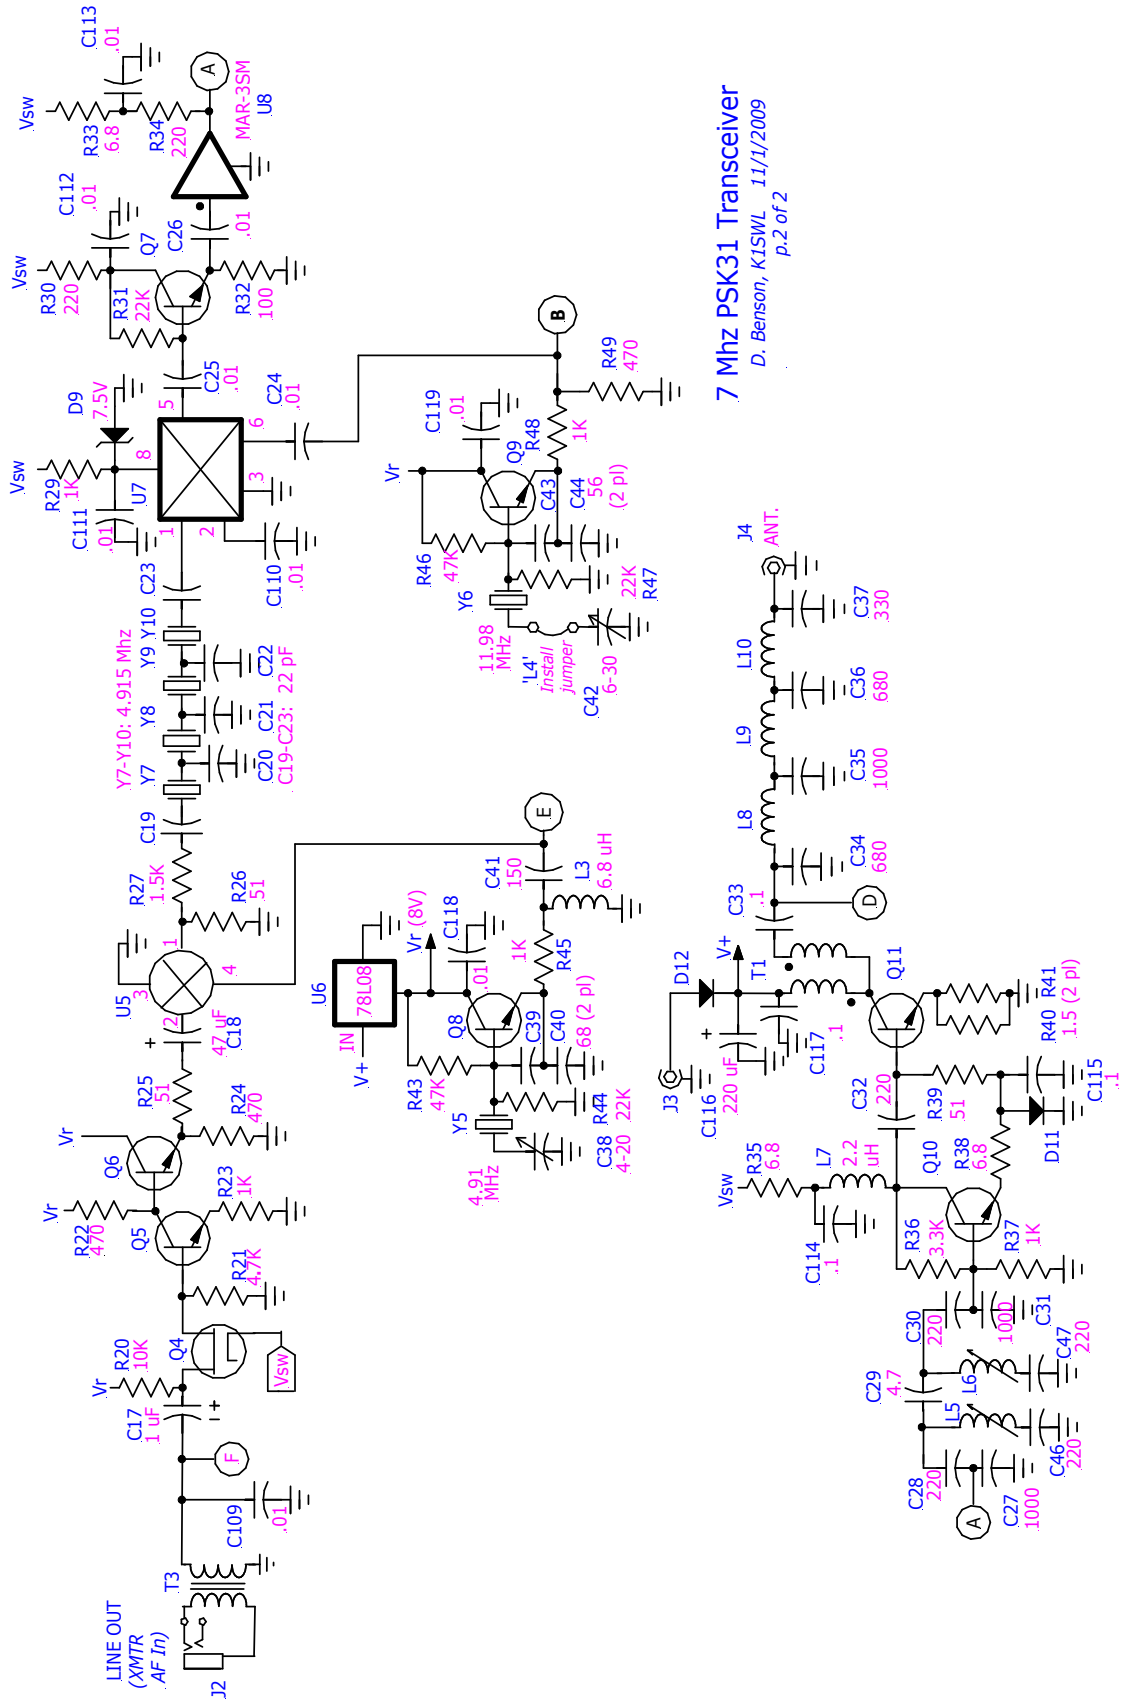 LINE OUT
(XMTR
AF In)
J2
T3
C109
.01
F
C17
1 uF
+
Vr
R20
10K
Q4
Vsw
R21
4.7K
Vr
R22
470
Q5
R23
1K
Vr
Q6
R24
470
R25
51
+
47 uF
C18
U5
2
3
1
4
R26
51
R27
1.5K
C19
Y7-Y10: 4.915 Mhz
Y7
Y8
Y9
Y10
C20
C21
C22
C19-C23: 22 pF
C23
C110
.01
C111
.01
Vsw
R29
1K
U7
1
2
8
3
5
6
D9
7.5V
C25
.01
C24
.01
Vsw
R30
220
R31
22K
C112
.01
Q7
R32
100
C26
.01
Vsw
R33
6.8
R34
220
C113
.01
A
MAR-3SM
U8
4.91
MHz
Y5
C38
4-20
R43
47K
R44
22K
V+
IN
U6
78L08
Vr (8V)
Q8
C118
.01
C39
C40
68 (2 pl)
R45
1K
C41
150
L3
6.8 uH
E
11.98
MHz
Y6
'L4'
Install
jumper
C42
6-30
R46
47K
R47
22K
Vr
Q9
C119
.01
C43
C44
56
(2 pl)
R48
1K
R49
470
B
A
C28
220
C27
1000
L5
C46
220
C29
4.7
L6
C47
220
C30
220
C31
1000
R36
3.3K
R37
1K
C114
.1
Vsw
R35
6.8
L7
2.2
uH
Q10
R38
6.8
C32
220
R39
51
D11
C115
.1
J3
C116
220 uF
+
D12
V+
C117
.1
T1
Q11
R40
R41
1.5 (2 pl)
C33
.1
D
L8
C34
680
L9
C35
1000
L10
C36
680
C37
330
J4
ANT.
7 Mhz PSK31 Transceiver
D. Benson, K1SWL 11/1/2009
p.2 of 2